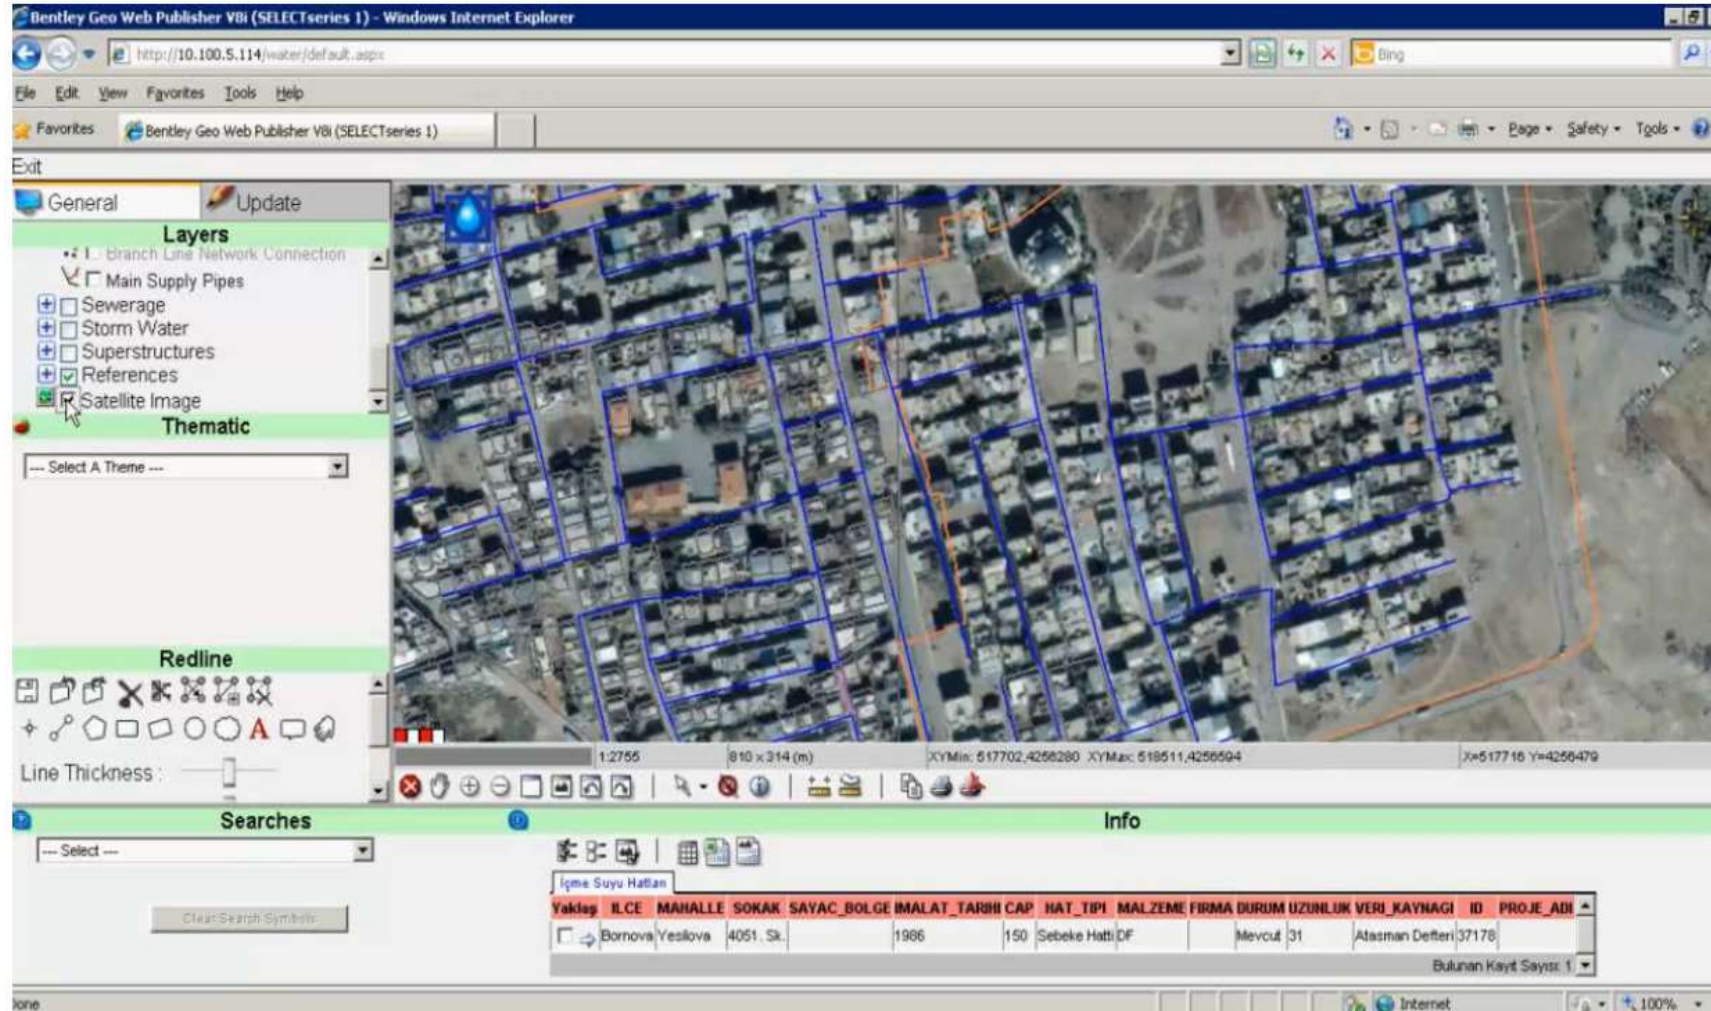 Bentley Geo Web Publisher V8i (SELECTseries 1) - Windows Internet Explorer
http://10.100.5.114/water/default.aspx
Bing
File Edit View Favorites Tools Help
Favorites Bentley Geo Web Publisher V8i (SELECTseries 1) Page Safety Tools
Exit
General Update
Layers
Branch Line Network Connection
Main Supply Pipes
Sewerage
Storm Water
Superstructures
References
Satellite Image
Thematic
--- Select A Theme ---
Redline
A
Line Thickness :
1:2755 810 x 314 (m) XYMin: 517702,4256280 XYMax: 518511,4256594 X=517716 Y=4256479
Searches Info
--- Select ---
İçme Suyu Hatları
Yaklaş ILCE MAHALLE SOKAK SAYAC_BOLGE IMALAT_TARIHI CAP HAT_TIPI MALZEME FIRMA DURUM UZUNLUK VERI_KAYNAGI ID PROJE_ADI
Bornova Yesilova 4051. Sk. 1986 150 Sebeke Hatti DF Mevcut 31 Atasman Defteri 37178
Clear Search Symbols
Bulunan Kayıt Sayısı: 1
Done Internet 100%